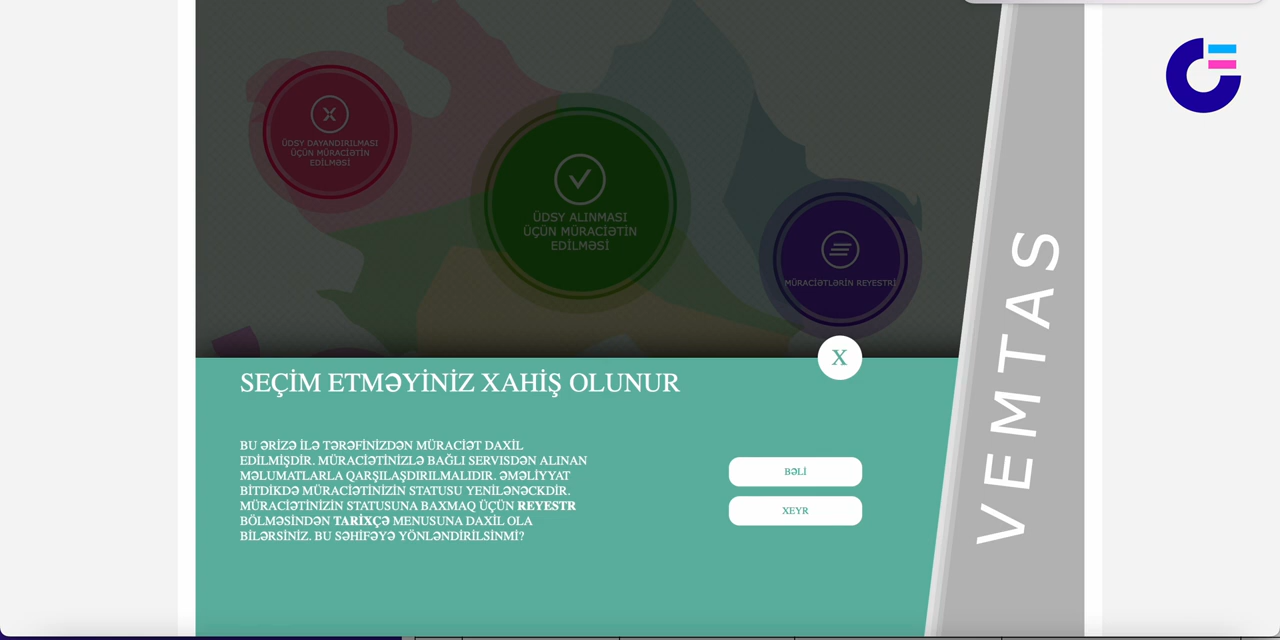 ÜDSY DAYANDIRILMASI
ÜÇÜN MÜRACİƏTİN
EDİLMƏSİ
ÜDSY ALINMASI
ÜÇÜN MÜRACİƏTİN
EDİLMƏSİ
MÜRACİƏTLƏRİN REYESTRİ
VEMTAS
X
SEÇİM ETMƏYİNİZ XAHİŞ OLUNUR
BU ƏRİZƏ İLƏ TƏRƏFİNİZDƏN MÜRACİƏT DAXİL
EDİLMİŞDİR. MÜRACİƏTİNİZLƏ BAĞLI SERVISDƏN ALINAN
MƏLUMATLARLA QARŞILAŞDIRILMALIDIR. ƏMƏLİYYAT
BİTDİKDƏ MÜRACİƏTİNİZİN STATUSU YENİLƏNƏCKDİR.
MÜRACİƏTİNİZİN STATUSUNA BAXMAQ ÜÇÜN REYESTR
BÖLMƏSİNDƏN TARİXÇƏ MENUSUNA DAXİL OLA
BİLƏRSİNİZ. BU SƏHİFƏYƏ YÖNLƏNDİRİLSİNMİ?
BƏLİ
XEYR